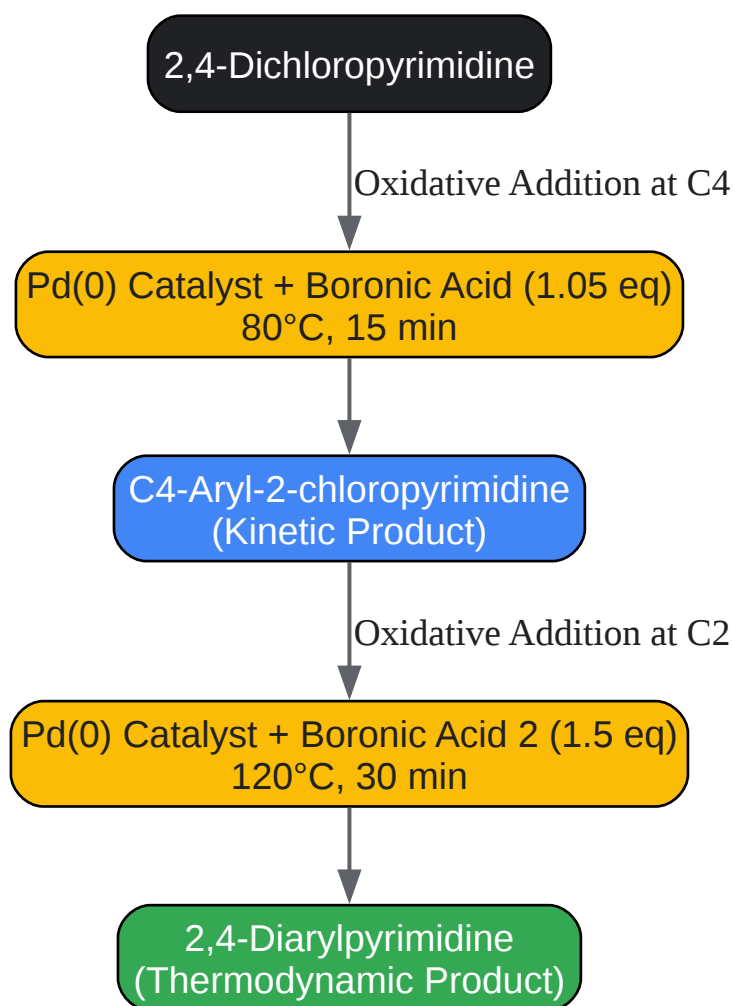 2,4-Dichloropyrimidine
Oxidative Addition at C4
Pd(0) Catalyst + Boronic Acid (1.05 eq)
80°C, 15 min
C4-Aryl-2-chloropyrimidine
(Kinetic Product)
Oxidative Addition at C2
Pd(0) Catalyst + Boronic Acid 2 (1.5 eq)
120°C, 30 min
2,4-Diarylpyrimidine
(Thermodynamic Product)